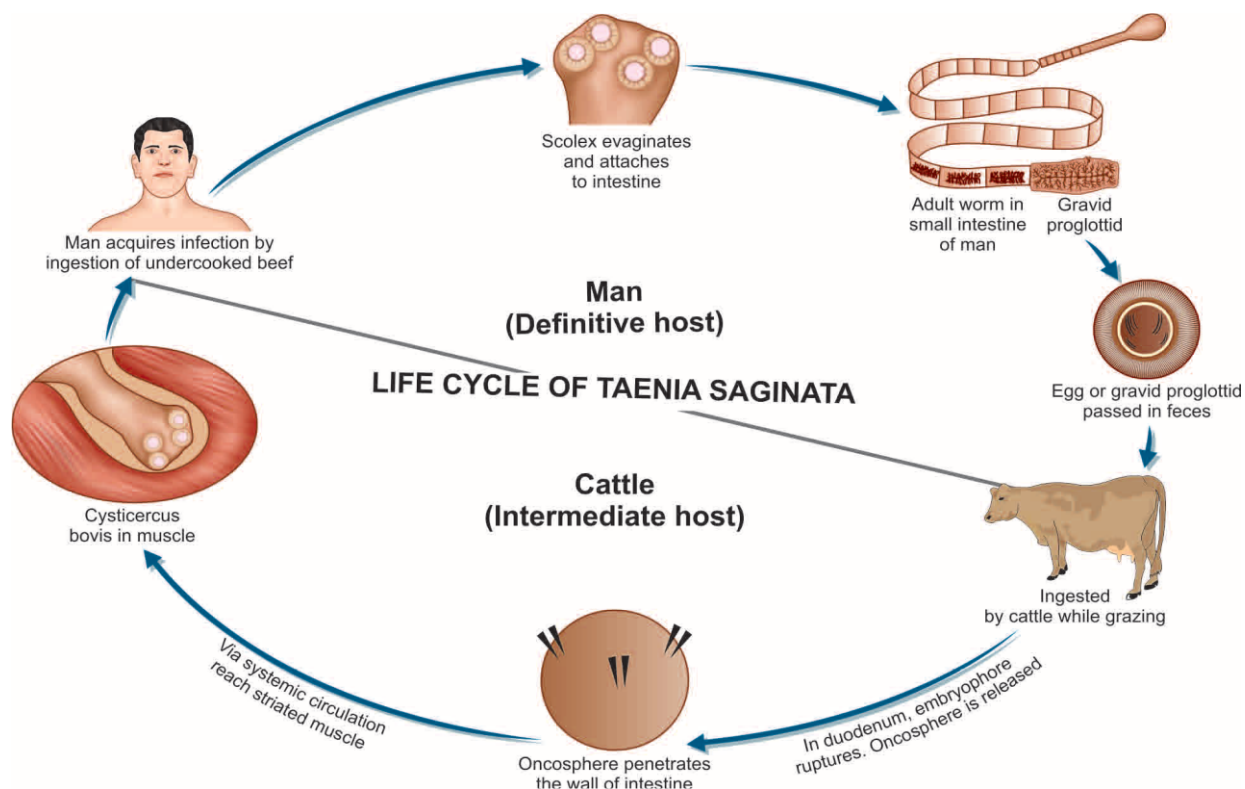 Scolex evaginates
and attaches
to intestine
Adult worm in
small intestine
of man
Gravid
proglottid
Man acquires infection by
ingestion of undercooked beef
Man
(Definitive host)
Egg or gravid proglottid
passed in feces
LIFE CYCLE OF TAENIA SAGINATA
Cattle
(Intermediate host)
Cysticercus
bovis in muscle
Ingested
by cattle while grazing
In duodenum, embryophore
ruptures. Oncosphere is released
Via systemic circulation
reach striated muscle
Oncosphere penetrates
the wall of intestine